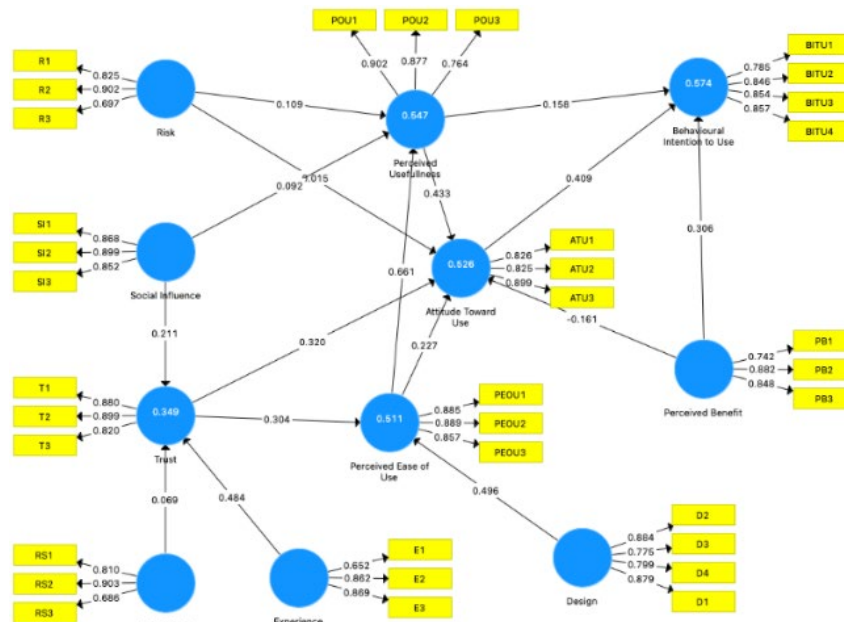 POU1 POU2 POU3
R1
R2
R3
0.825
0.902
0.697
Risk
0.902
0.877
0.764
0.109
0.547
Perceived
Usefullness
0.158
0.574
Behavioural
Intention to Use
0.785
0.846
0.854
0.857
BITU1
BITU2
BITU3
BITU4
0.092
0.015
0.433
0.409
0.306
SI1
SI2
SI3
0.868
0.899
0.852
Social Influence
0.661
0.526
Attitude Toward
Use
0.826
0.825
0.899
ATU1
ATU2
ATU3
0.211
0.320
0.227
-0.161
T1
T2
T3
0.880
0.899
0.820
0.349
Trust
0.304
0.511
Perceived Ease of
Use
0.885
0.889
0.857
PEOU1
PEOU2
PEOU3
Perceived Benefit
0.742
0.882
0.848
PB1
PB2
PB3
0.069
0.484
0.496
RS1
RS2
RS3
0.810
0.903
0.686
Experience
0.652
0.862
0.869
E1
E2
E3
Design
0.884
0.775
0.799
0.879
D2
D3
D4
D1